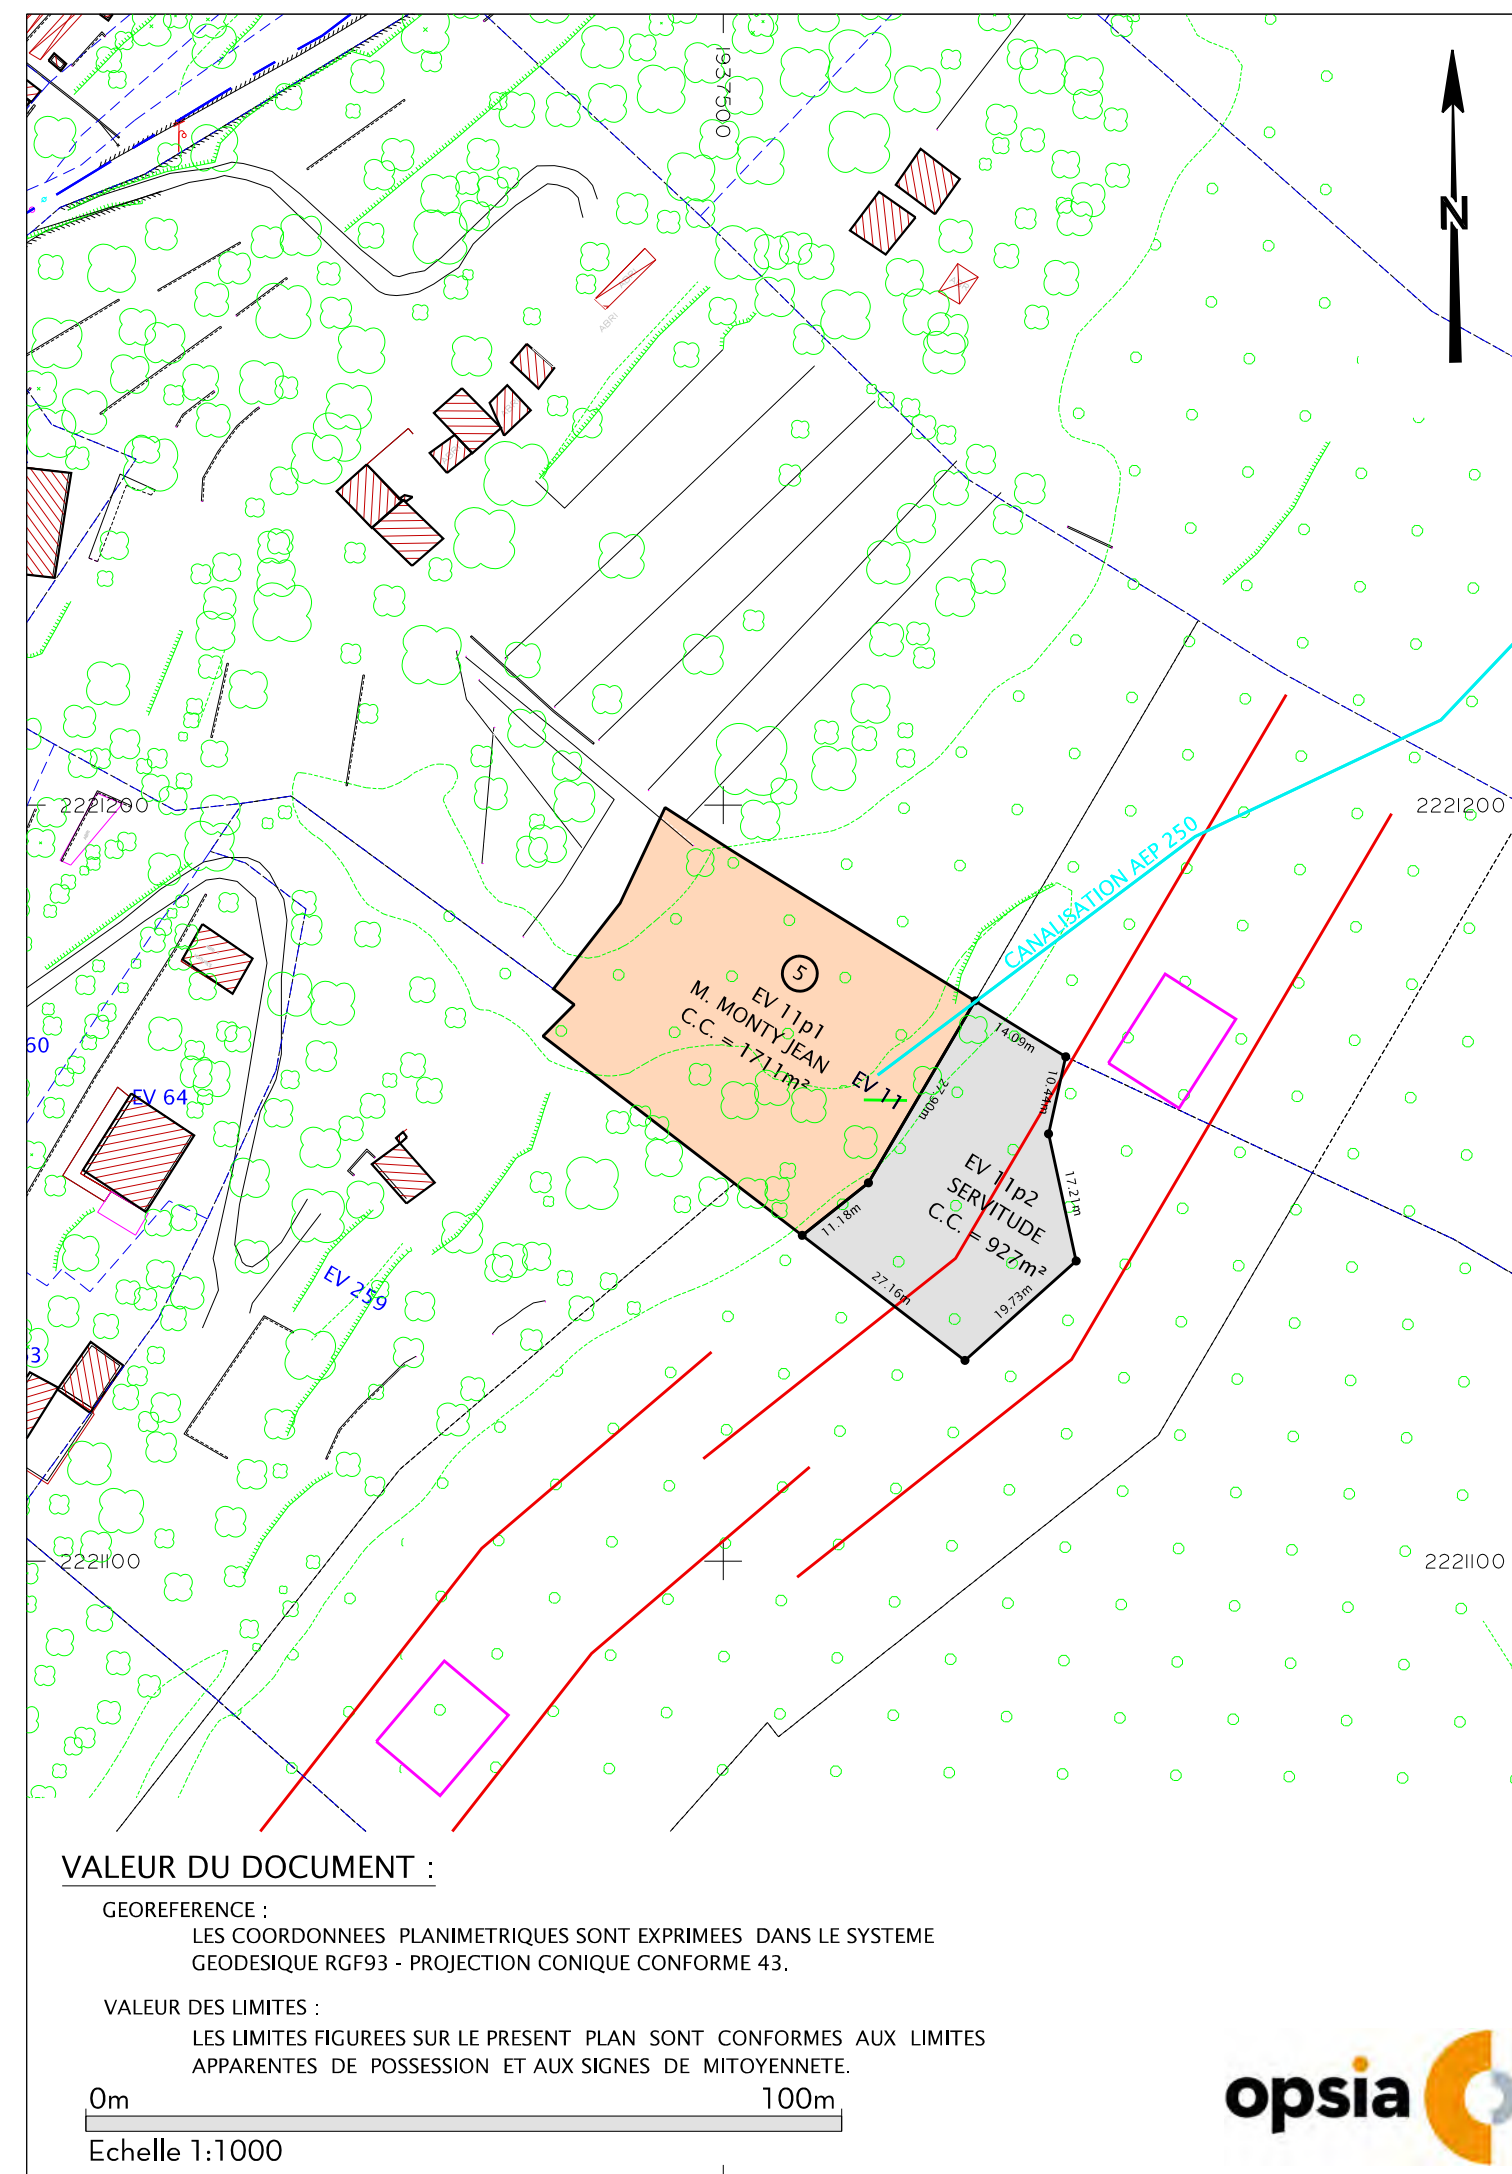 1937500
N
ABRI
2221200
2221200
CANALISATION AEP 250
5
EV 11p1
M. MONTY JEAN
C.C. = 1711m²
EV 11
14.09m
10.44m
27.90m
17.21m
EV 11p2
SERVITUDE
C.C. = 927m²
11.18m
27.16m
19.73m
60
EV 64
EV 259
3
2221100
2221100
VALEUR DU DOCUMENT :
GEOREFERENCE :
LES COORDONNEES PLANIMETRIQUES SONT EXPRIMEES DANS LE SYSTEME
GEODESIQUE RGF93 - PROJECTION CONIQUE CONFORME 43.
VALEUR DES LIMITES :
LES LIMITES FIGUREES SUR LE PRESENT PLAN SONT CONFORMES AUX LIMITES
APPARENTES DE POSSESSION ET AUX SIGNES DE MITOYENNETE.
0m 100m
Echelle 1:1000
opsia